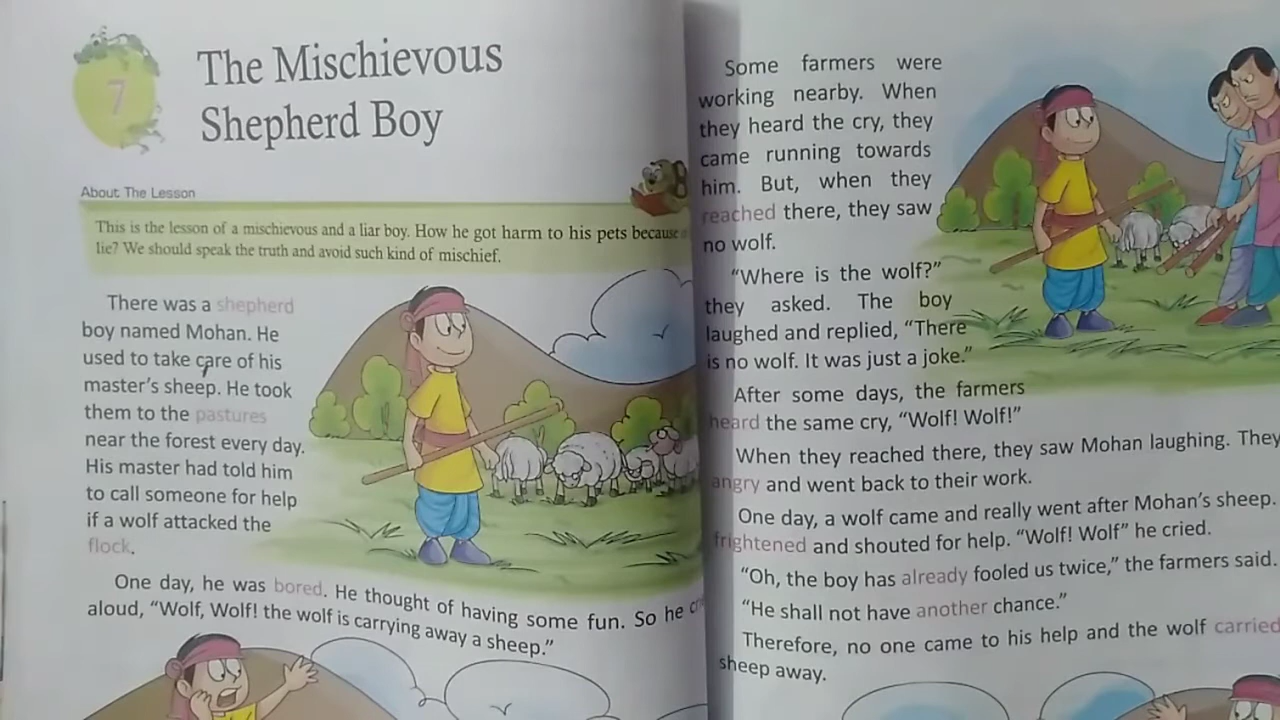 7
The Mischievous
Shepherd Boy
About The Lesson
This is the lesson of a mischievous and a liar boy. How he got harm to his pets because
lie? We should speak the truth and avoid such kind of mischief.
There was a shepherd
boy named Mohan. He
used to take care of his
master's sheep. He took
them to the pastures
near the forest every day.
His master had told him
to call someone for help
if a wolf attacked the
flock.
One day, he was bored. He thought of having some fun. So he
aloud, "Wolf, Wolf! the wolf is carrying away a sheep."
Some farmers were
working nearby. When
they heard the cry, they
came running towards
him. But, when they
reached there, they saw
no wolf.
"Where is the wolf?"
they asked. The boy
laughed and replied, "There
is no wolf. It was just a joke."
After some days, the farmers
heard the same cry, "Wolf! Wolf!"
When they reached there, they saw Mohan laughing. They
angry and went back to their work.
One day, a wolf came and really went after Mohan's sheep.
frightened and shouted for help. "Wolf! Wolf" he cried.
"Oh, the boy has already fooled us twice," the farmers said.
"He shall not have another chance."
Therefore, no one came to his help and the wolf carried
sheep away.